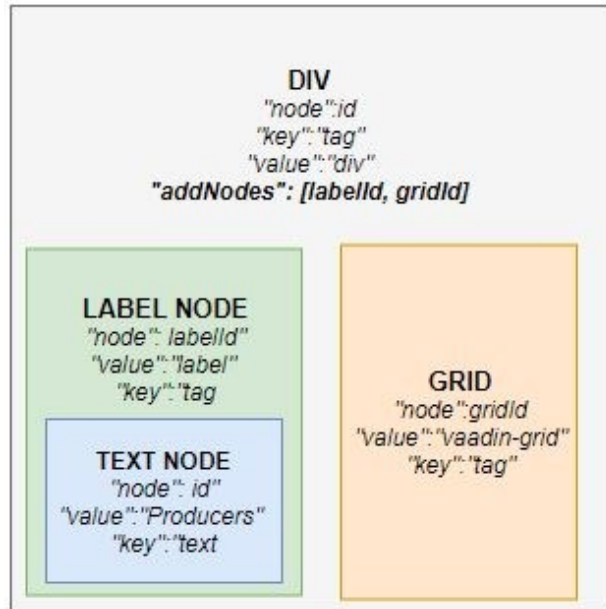 DIV
"node":id
"key":"tag"
"value":"div"
"addNodes": [labelId, gridId]
LABEL NODE
"node": labelId"
"value":"label"
"key":"tag
TEXT NODE
"node": id"
"value":"Producers"
"key":"text
GRID
"node":gridId
"value":"vaadin-grid"
"key":"tag"